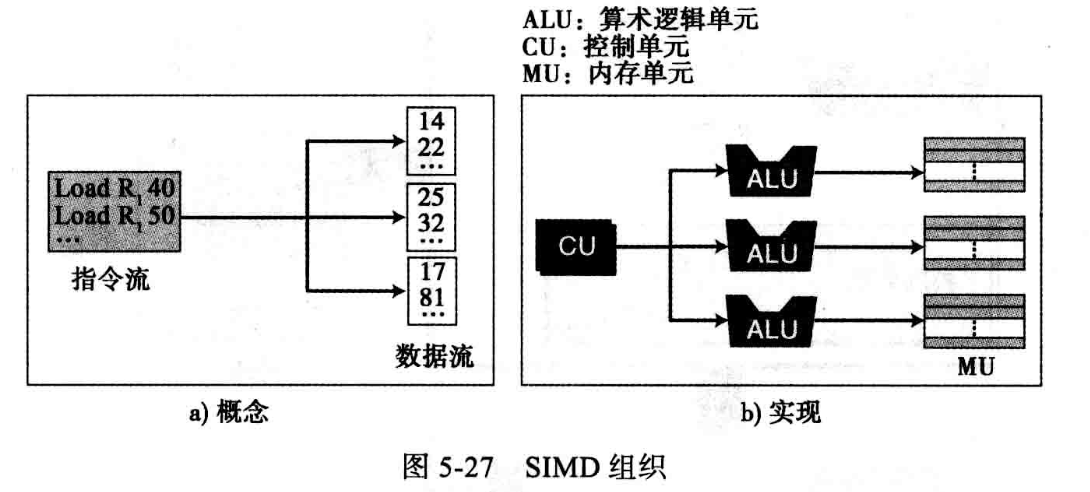 ALU：算术逻辑单元
CU：控制单元
MU：内存单元
Load R₁ 40
Load R₁ 50
...
指令流
14
22
...
25
32
...
17
81
...
数据流
a) 概念
CU
ALU
ALU
ALU
MU
b) 实现
图 5-27 SIMD 组织